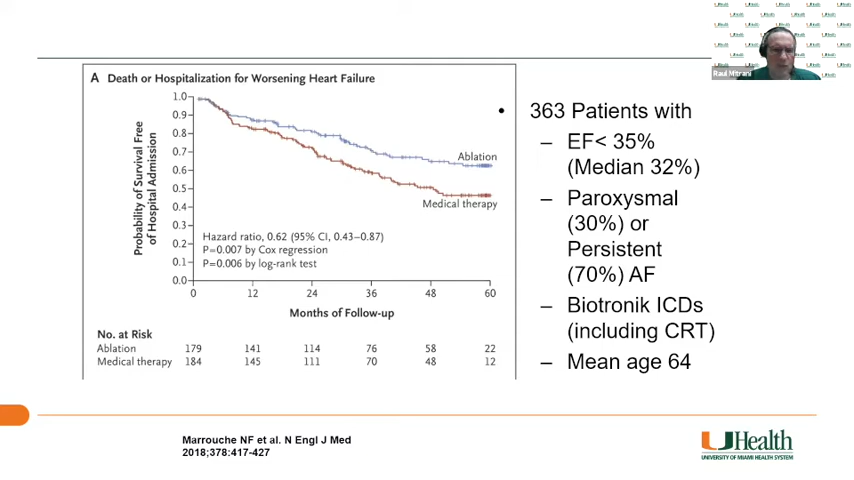 Raul Mitrani
A Death or Hospitalization for Worsening Heart Failure
Probability of Survival Free
of Hospital Admission
1.0
0.9
0.8
0.7
0.6
0.5
0.4
0.3
0.2
0.1
0.0
Ablation
Medical therapy
Hazard ratio, 0.62 (95% CI, 0.43–0.87)
P=0.007 by Cox regression
P=0.006 by log-rank test
0 12 24 36 48 60
Months of Follow-up
No. at Risk
Ablation 179 141 114 76 58 22
Medical therapy 184 145 111 70 48 12
• 363 Patients with
– EF< 35%
(Median 32%)
– Paroxysmal
(30%) or
Persistent
(70%) AF
– Biotronik ICDs
(including CRT)
– Mean age 64
Marrouche NF et al. N Engl J Med
2018;378:417-427
UHealth
UNIVERSITY OF MIAMI HEALTH SYSTEM